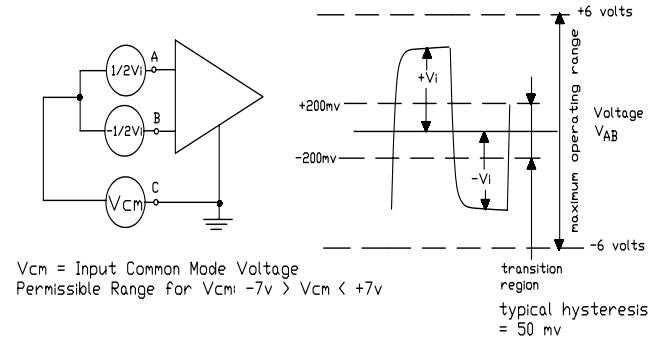 A
1/2Vi
B
-1/2Vi
C
Vcm
+6 volts
+Vi
+200mv
-200mv
-Vi
maximum operating range
Voltage
VAB
-6 volts
transition
region
typical hysteresis
= 50 mv
Vcm = Input Common Mode Voltage
Permissible Range for Vcm: -7v > Vcm < +7v